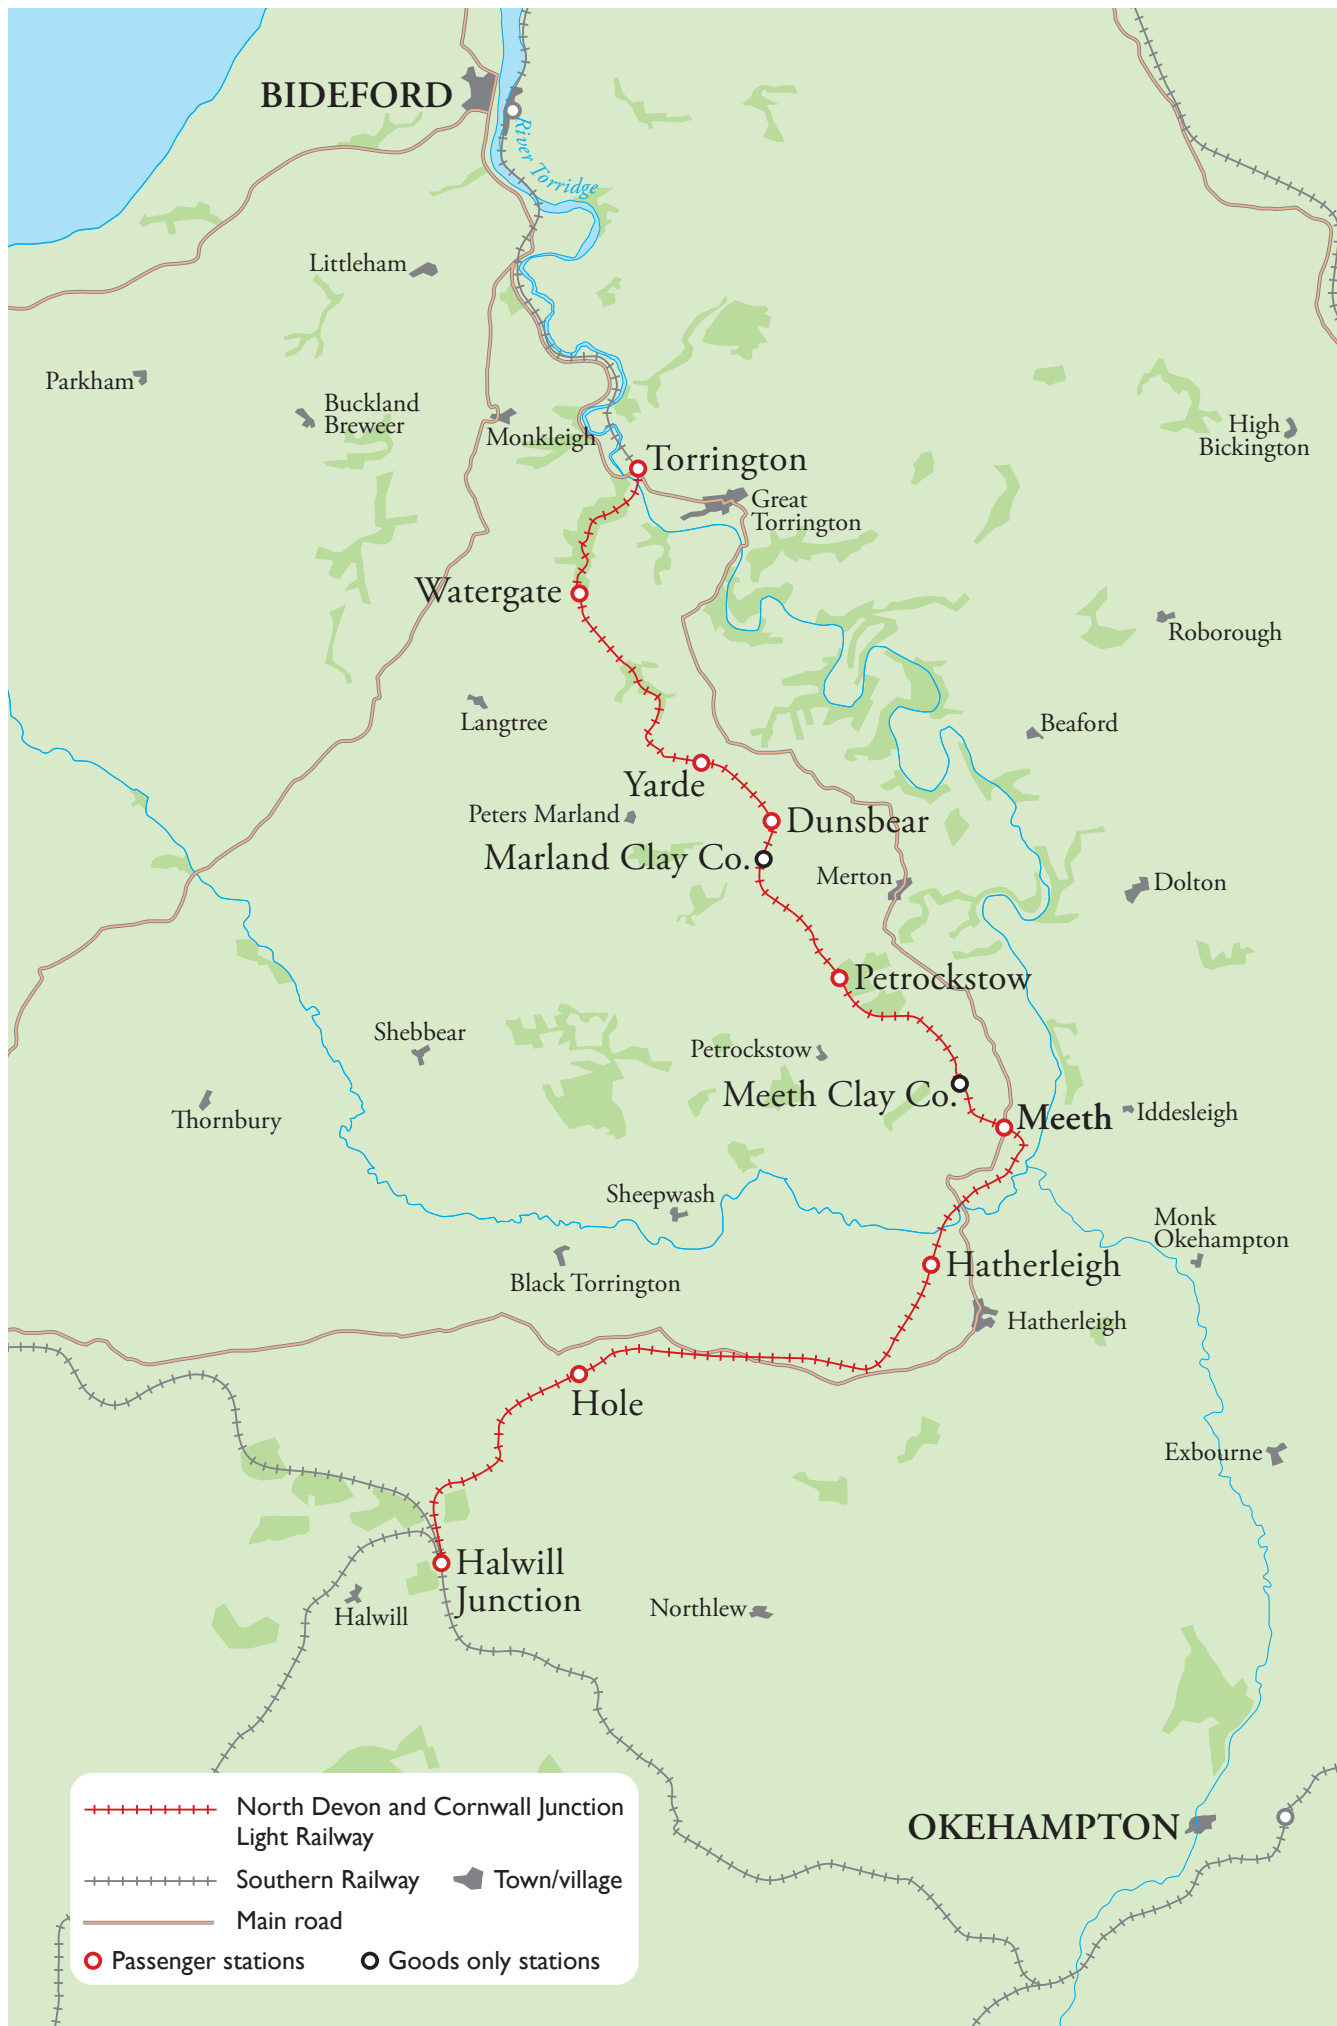 BIDEFORD
River Torridge
Littleham
Parkham
Buckland
Breweer
Monkleigh
High
Bickington
Torrington
Great
Torrington
Watergate
Roborough
Langtree
Beaford
Yarde
Peters Marland
Dunsbear
Marland Clay Co.
Merton
Dolton
Petrockstow
Shebbear
Petrockstow
Meeth Clay Co.
Thornbury
Meeth
Iddesleigh
Sheepwash
Monk
Okehampton
Black Torrington
Hatherleigh
Hatherleigh
Hole
Exbourne
Halwill
Junction
Halwill
Northlew
North Devon and Cornwall Junction
Light Railway
OKEHAMPTON
Southern Railway
Town/village
Main road
Passenger stations
Goods only stations